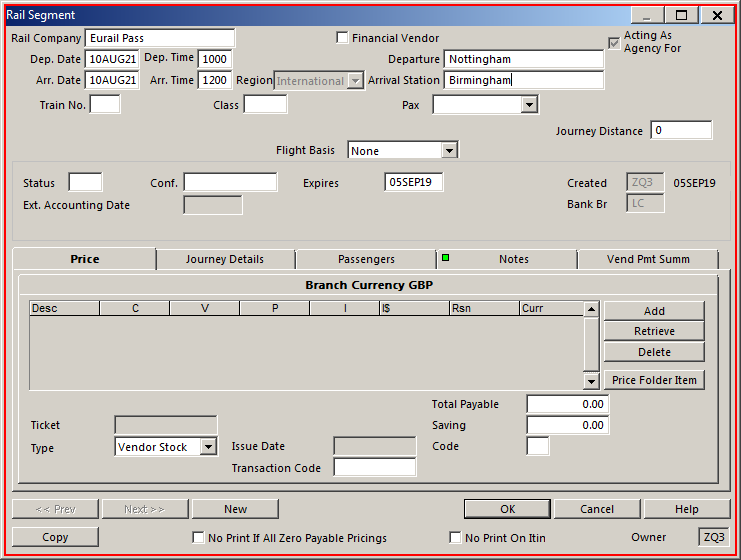 Rail Segment
Rail Company Eurail Pass Financial Vendor Acting As Agency For
Dep. Date 10AUG21 Dep. Time 1000 Departure Nottingham
Arr. Date 10AUG21 Arr. Time 1200 Region International Arrival Station Birmingham
Train No. Class Pax
Journey Distance 0
Flight Basis None
Status Conf. Expires 05SEP19 Created ZQ3 05SEP19
Ext. Accounting Date Bank Br LC
Price Journey Details Passengers Notes Vend Pmt Summ
Branch Currency GBP
Desc C V P I I$ Rsn Curr
Add
Retrieve
Delete
Price Folder Item
Total Payable 0.00
Ticket Saving 0.00
Type Vendor Stock Issue Date Code
Transaction Code
<< Prev Next >> New OK Cancel Help
Copy No Print If All Zero Payable Pricings No Print On Itin Owner ZQ3